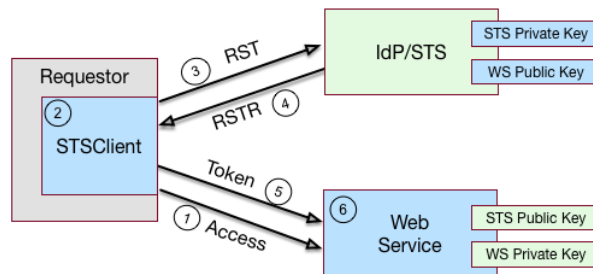 Requestor
2
STSClient
3 RST
RSTR 4
IdP/STS
STS Private Key
WS Public Key
Token 5
1 Access
6
Web
Service
STS Public Key
WS Private Key